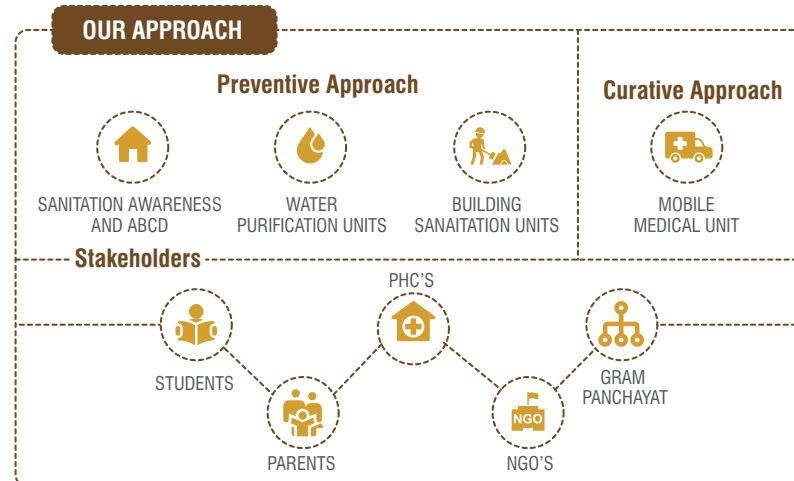 OUR APPROACH
Preventive Approach
Curative Approach
SANITATION AWARENESS
AND ABCD
WATER
PURIFICATION UNITS
BUILDING
SANAITATION UNITS
MOBILE
MEDICAL UNIT
Stakeholders
PHC'S
STUDENTS
GRAM
PANCHAYAT
NGO
PARENTS
NGO'S